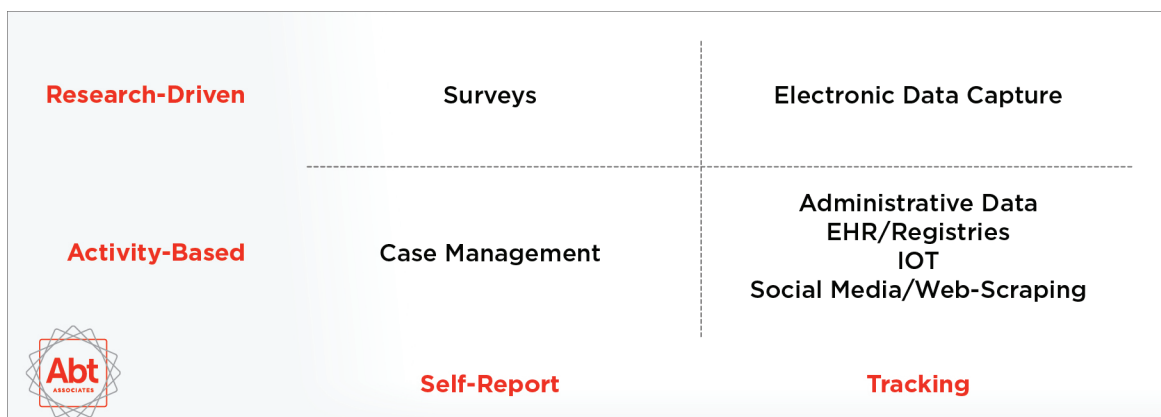 Research-Driven
Surveys
Electronic Data Capture
Activity-Based
Case Management
Administrative Data
EHR/Registries
IOT
Social Media/Web-Scraping
Abt
ASSOCIATES
Self-Report
Tracking